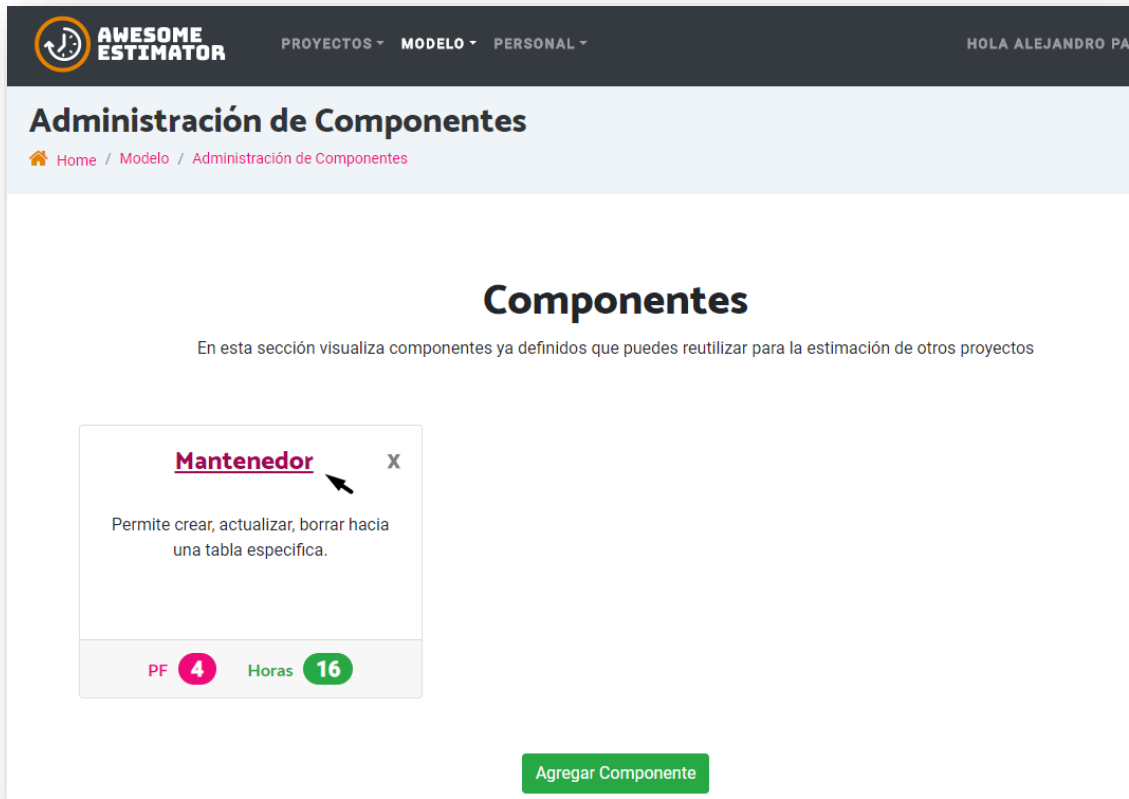 AWESOME
ESTIMATOR
PROYECTOS MODELO PERSONAL HOLA ALEJANDRO PA
Administración de Componentes
Home / Modelo / Administración de Componentes
Componentes
En esta sección visualiza componentes ya definidos que puedes reutilizar para la estimación de otros proyectos
Mantenedor X
Permite crear, actualizar, borrar hacia
una tabla especifica.
PF 4 Horas 16
Agregar Componente